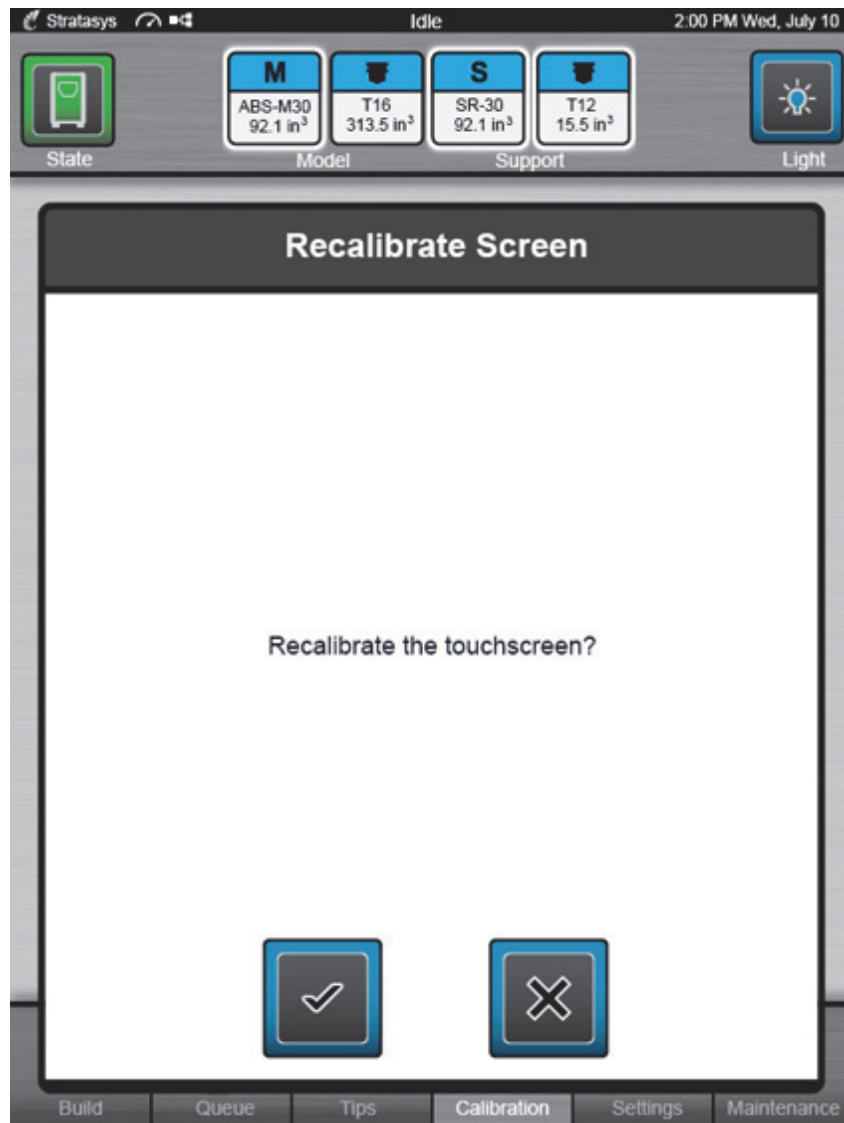 Stratasys Idle 2:00 PM Wed, July 10
M S
ABS-M30 T16 SR-30 T12
92.1 in³ 313.5 in³ 92.1 in³ 15.5 in³
State Model Support Light
Recalibrate Screen
Recalibrate the touchscreen?
Build Queue Tips Calibration Settings Maintenance